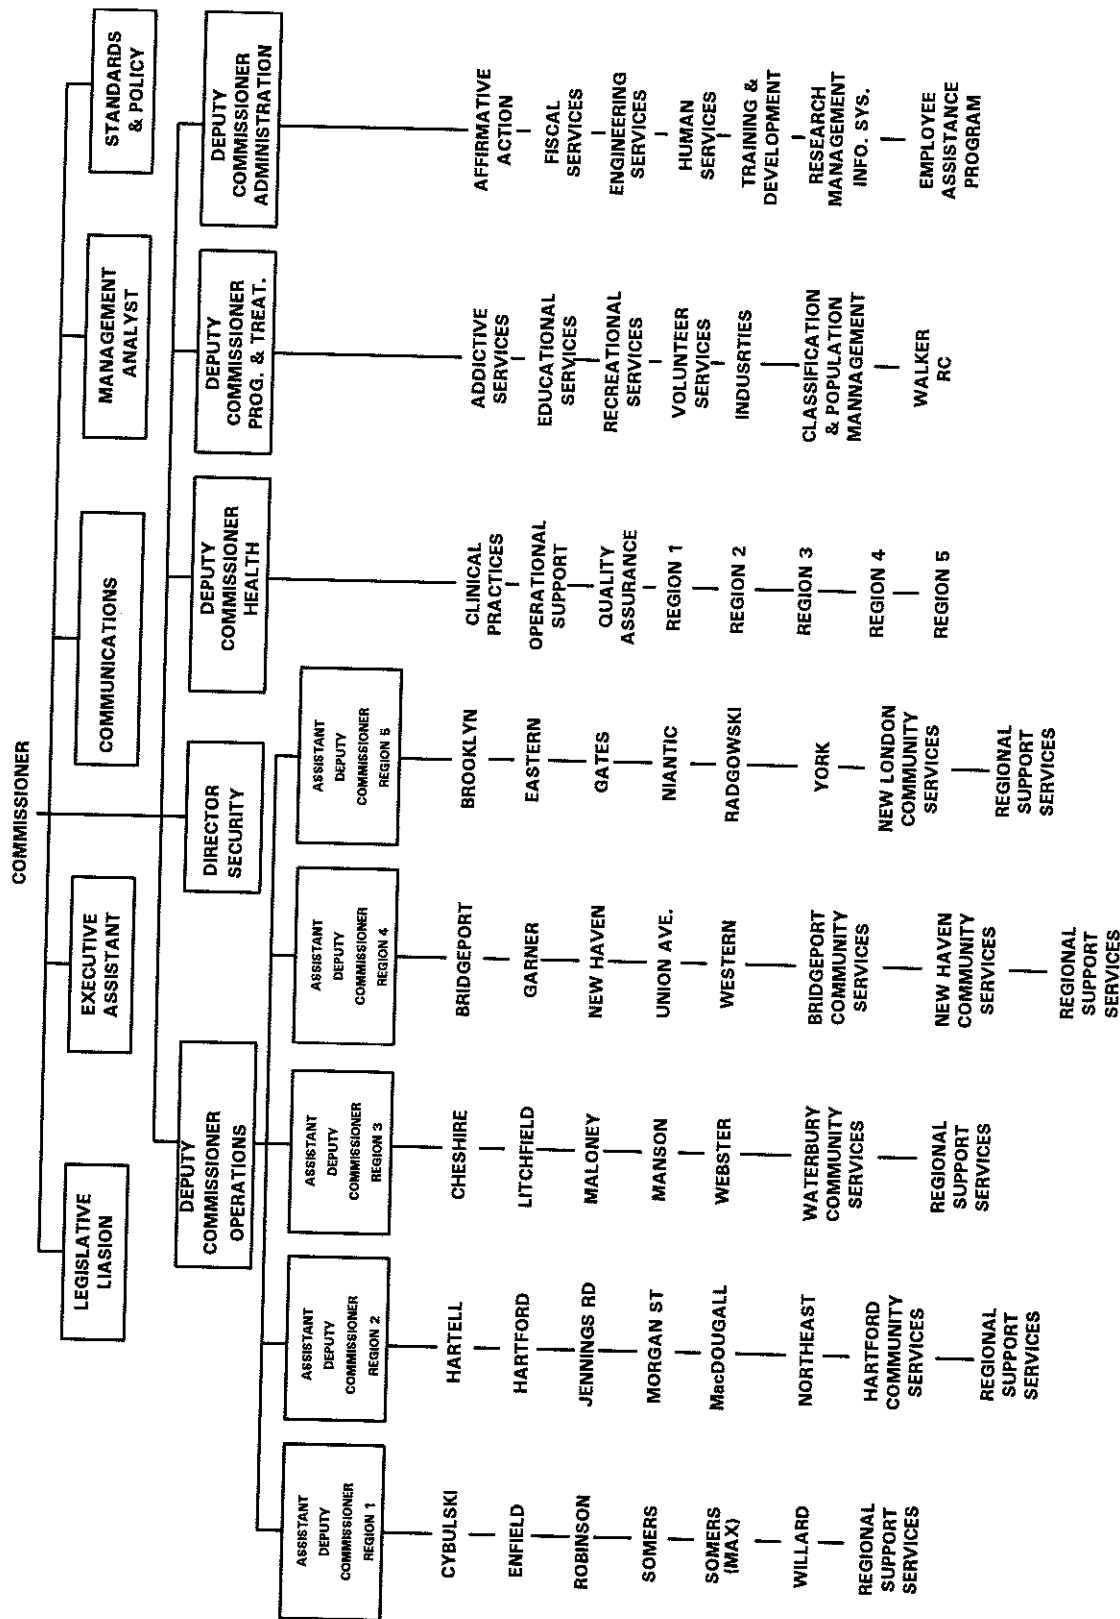 COMMISSIONER
LEGISLATIVE
LIASION
EXECUTIVE
ASSISTANT
COMMUNICATIONS
MANAGEMENT
ANALYST
STANDARDS
& POLICY
DEPUTY
COMMISSIONER
OPERATIONS
DIRECTOR
SECURITY
DEPUTY
COMMISSIONER
HEALTH
DEPUTY
COMMISSIONER
PROG. & TREAT.
DEPUTY
COMMISSIONER
ADMINISTRATION
ASSISTANT
DEPUTY
COMMISSIONER
REGION 1
CYBULSKI
ENFIELD
ROBINSON
SOMERS
SOMERS
(MAX)
WILLARD
REGIONAL
SUPPORT
SERVICES
ASSISTANT
DEPUTY
COMMISSIONER
REGION 2
HARTELL
HARTFORD
JENNINGS RD
MORGAN ST
MacDOUGALL
NORTHEAST
HARTFORD
COMMUNITY
SERVICES
REGIONAL
SUPPORT
SERVICES
ASSISTANT
DEPUTY
COMMISSIONER
REGION 3
CHESHIRE
LITCHFIELD
MALONEY
MANSON
WEBSTER
WATERBURY
COMMUNITY
SERVICES
REGIONAL
SUPPORT
SERVICES
ASSISTANT
DEPUTY
COMMISSIONER
REGION 4
BRIDGEPORT
GARNER
NEW HAVEN
UNION AVE.
WESTERN
BRIDGEPORT
COMMUNITY
SERVICES
NEW HAVEN
COMMUNITY
SERVICES
REGIONAL
SUPPORT
SERVICES
ASSISTANT
DEPUTY
COMMISSIONER
REGION 5
BROOKLYN
EASTERN
GATES
NIANTIC
RADGOWSKI
YORK
NEW LONDON
COMMUNITY
SERVICES
REGIONAL
SUPPORT
SERVICES
CLINICAL
PRACTICES
OPERATIONAL
SUPPORT
QUALITY
ASSURANCE
REGION 1
REGION 2
REGION 3
REGION 4
REGION 5
ADDICTIVE
SERVICES
EDUCATIONAL
SERVICES
RECREATIONAL
SERVICES
VOLUNTEER
SERVICES
INDUSRTIES
CLASSIFICATION
& POPULATION
MANNAGEMENT
WALKER
RC
AFFIRMATIVE
ACTION
FISCAL
SERVICES
ENGINEERING
SERVICES
HUMAN
SERVICES
TRAINING &
DEVELOPMENT
RESEARCH
MANAGEMENT
INFO. SYS.
EMPLOYEE
ASSISTANCE
PROGRAM